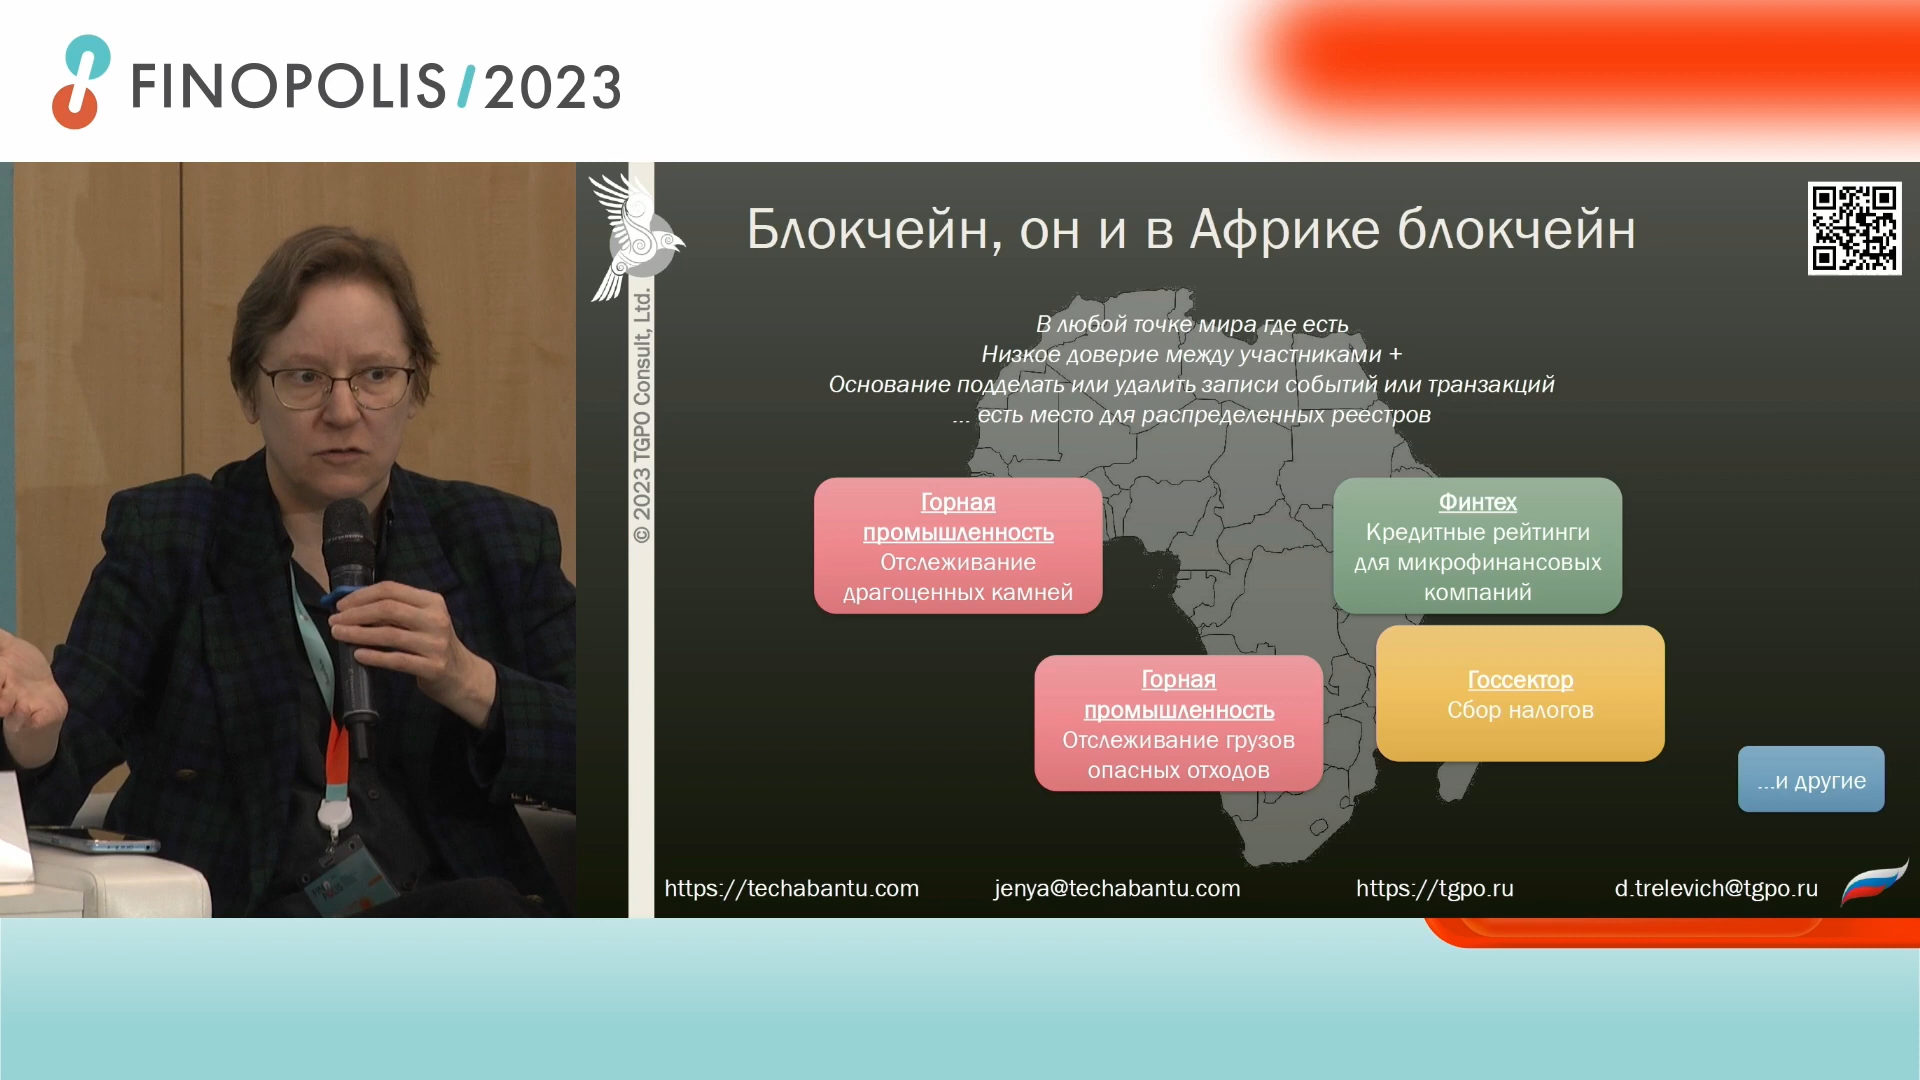 FINOPOLIS/2023
Блокчейн, он и в Африке блокчейн
© 2023 TGPO Consult, Ltd.
В любой точке мира где есть
Низкое доверие между участниками +
Основание подделать или удалить записи событий или транзакций
... есть место для распределенных реестров
Горная
промышленность
Отслеживание
драгоценных камней
Финтех
Кредитные рейтинги
для микрофинансовых
компаний
Горная
промышленность
Отслеживание грузов
опасных отходов
Госсектор
Сбор налогов
...и другие
https://techabantu.com
jenya@techabantu.com
https://tgpo.ru
d.trelevich@tgpo.ru